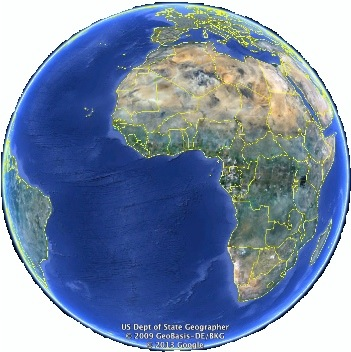 US Dept of State Geographer
© 2009 GeoBasis-DE/BKG
© 2013 Google